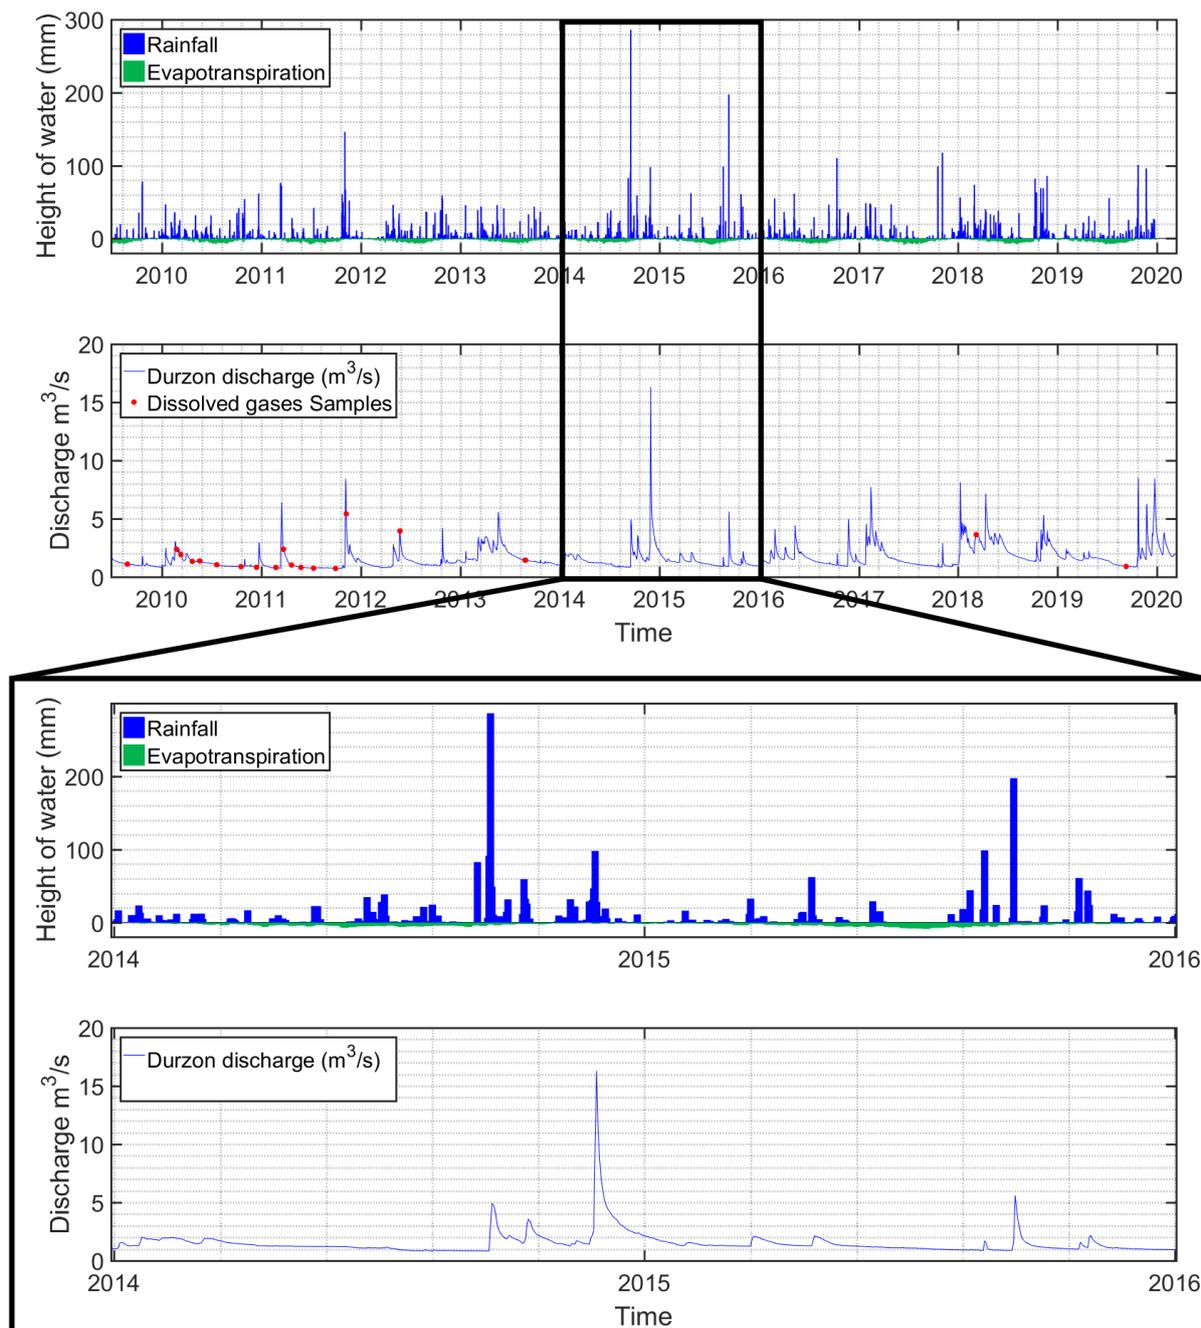 Height of water (mm)
300
200
100
0
Rainfall
Evapotranspiration
2010 2011 2012 2013 2014 2015 2016 2017 2018 2019 2020
Discharge m³/s
20
15
10
5
0
Durzon discharge (m³/s)
Dissolved gases Samples
2010 2011 2012 2013 2014 2015 2016 2017 2018 2019 2020
Time
Height of water (mm)
200
100
0
Rainfall
Evapotranspiration
2014 2015 2016
Discharge m³/s
20
15
10
5
0
Durzon discharge (m³/s)
2014 2015 2016
Time